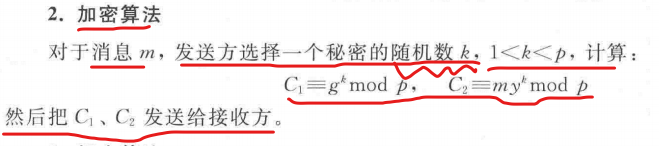 2. 加密算法
对于消息 m，发送方选择一个秘密的随机数 k，1<k<p，计算：
C₁≡gᵏ mod p， C₂≡myᵏ mod p
然后把 C₁、C₂ 发送给接收方。